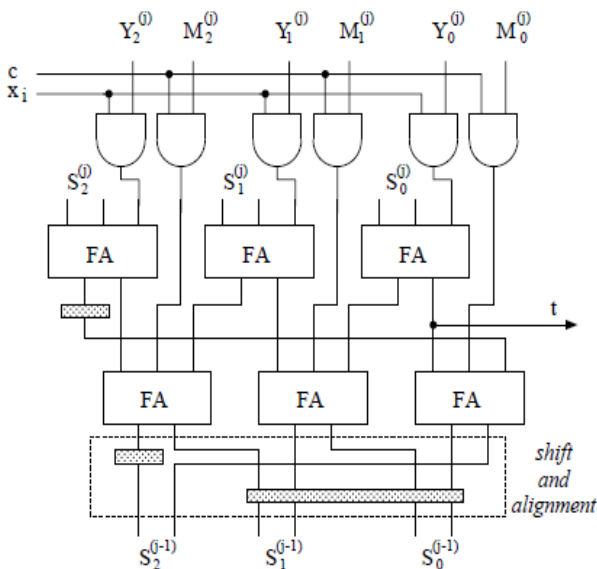 Y₂⁽ʲ⁾ M₂⁽ʲ⁾ Y₁⁽ʲ⁾ M₁⁽ʲ⁾ Y₀⁽ʲ⁾ M₀⁽ʲ⁾
c
xᵢ
S₂⁽ʲ⁾ S₁⁽ʲ⁾ S₀⁽ʲ⁾
FA FA FA
t
FA FA FA
shift
and
alignment
S₂⁽ʲ⁻¹⁾ S₁⁽ʲ⁻¹⁾ S₀⁽ʲ⁻¹⁾